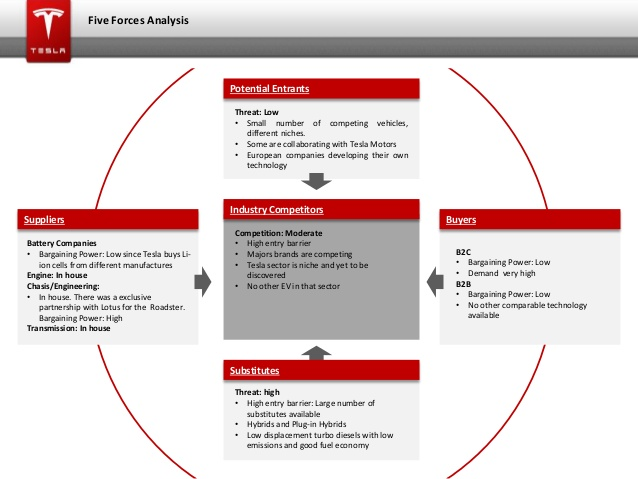 Five Forces Analysis
TESLA
Potential Entrants
Threat: Low
• Small number of competing vehicles,
different niches.
• Some are collaborating with Tesla Motors
• European companies developing their own
technology
Suppliers
Battery Companies
• Bargaining Power: Low since Tesla buys Li-
ion cells from different manufactures
Engine: In house
Chasis/Engineering:
• In house. There was a exclusive
partnership with Lotus for the Roadster.
Bargaining Power: High
Transmission: In house
Industry Competitors
Competition: Moderate
• High entry barrier
• Majors brands are competing
• Tesla sector is niche and yet to be
discovered
• No other EV in that sector
Buyers
B2C
• Bargaining Power: Low
• Demand very high
B2B
• Bargaining Power: Low
• No other comparable technology
available
Substitutes
Threat: high
• High entry barrier: Large number of
substitutes available
• Hybrids and Plug-in Hybrids
• Low displacement turbo diesels with low
emissions and good fuel economy